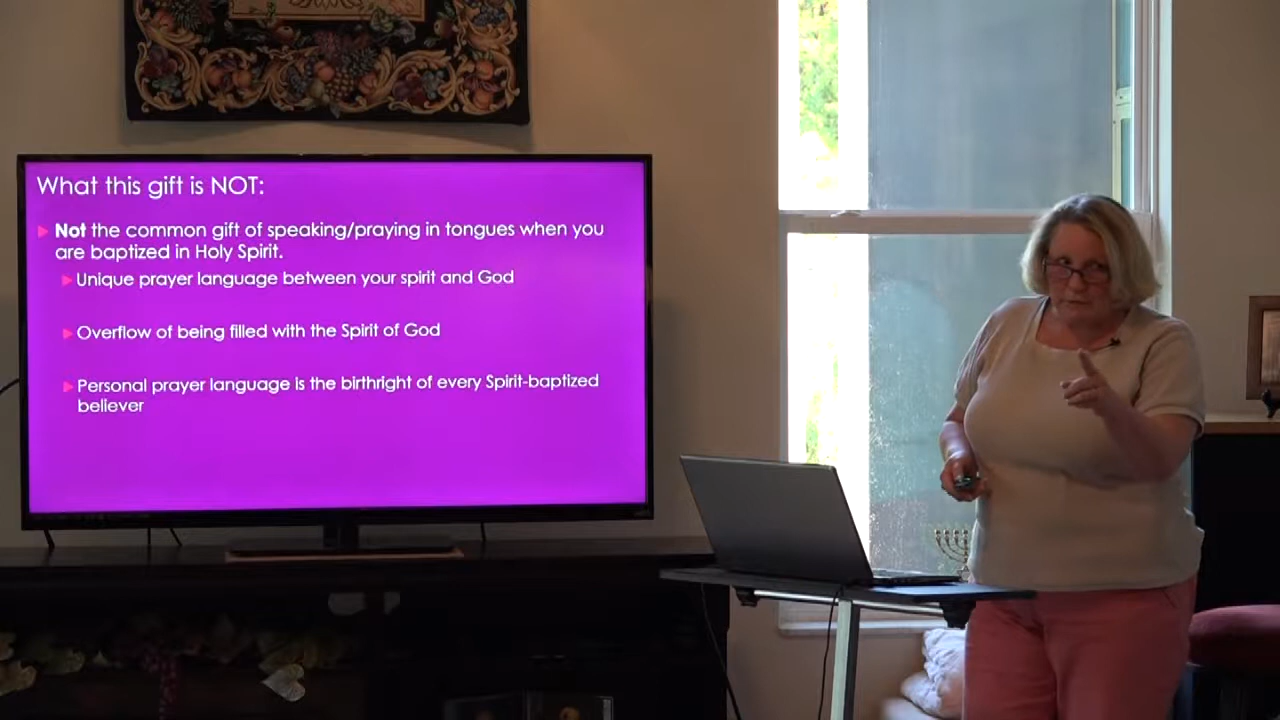 What this gift is NOT:
Not the common gift of speaking/praying in tongues when you
are baptized in Holy Spirit.
Unique prayer language between your spirit and God
Overflow of being filled with the Spirit of God
Personal prayer language is the birthright of every Spirit-baptized
believer